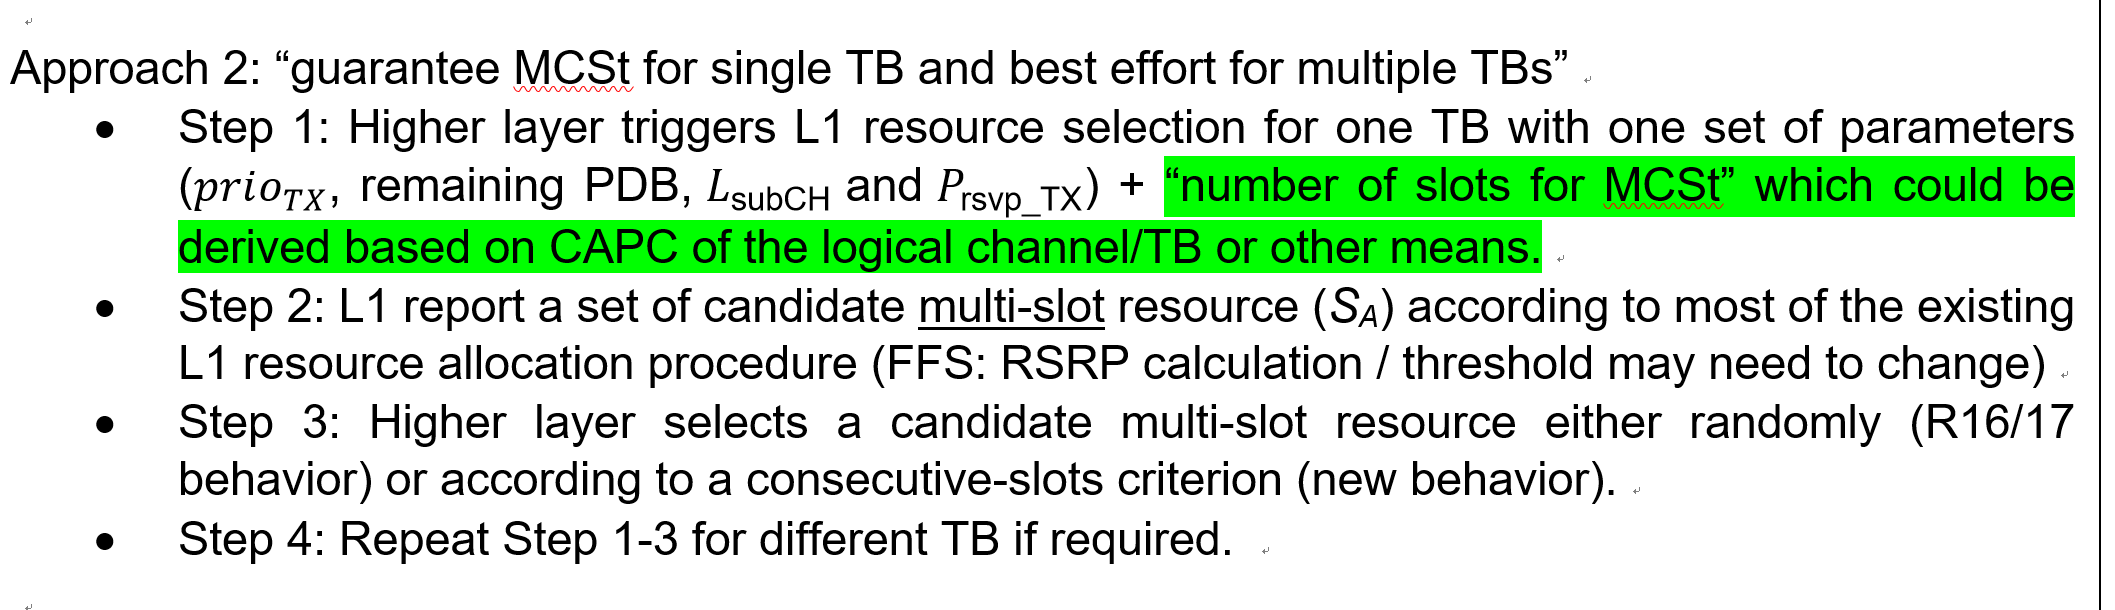 Approach 2: “guarantee MCSt for single TB and best effort for multiple TBs”
• Step 1: Higher layer triggers L1 resource selection for one TB with one set of parameters
(prio_TX, remaining PDB, L_subCH and P_rsvp_TX) + “number of slots for MCSt” which could be
derived based on CAPC of the logical channel/TB or other means.
• Step 2: L1 report a set of candidate multi-slot resource (S_A) according to most of the existing
L1 resource allocation procedure (FFS: RSRP calculation / threshold may need to change)
• Step 3: Higher layer selects a candidate multi-slot resource either randomly (R16/17
behavior) or according to a consecutive-slots criterion (new behavior).
• Step 4: Repeat Step 1-3 for different TB if required.